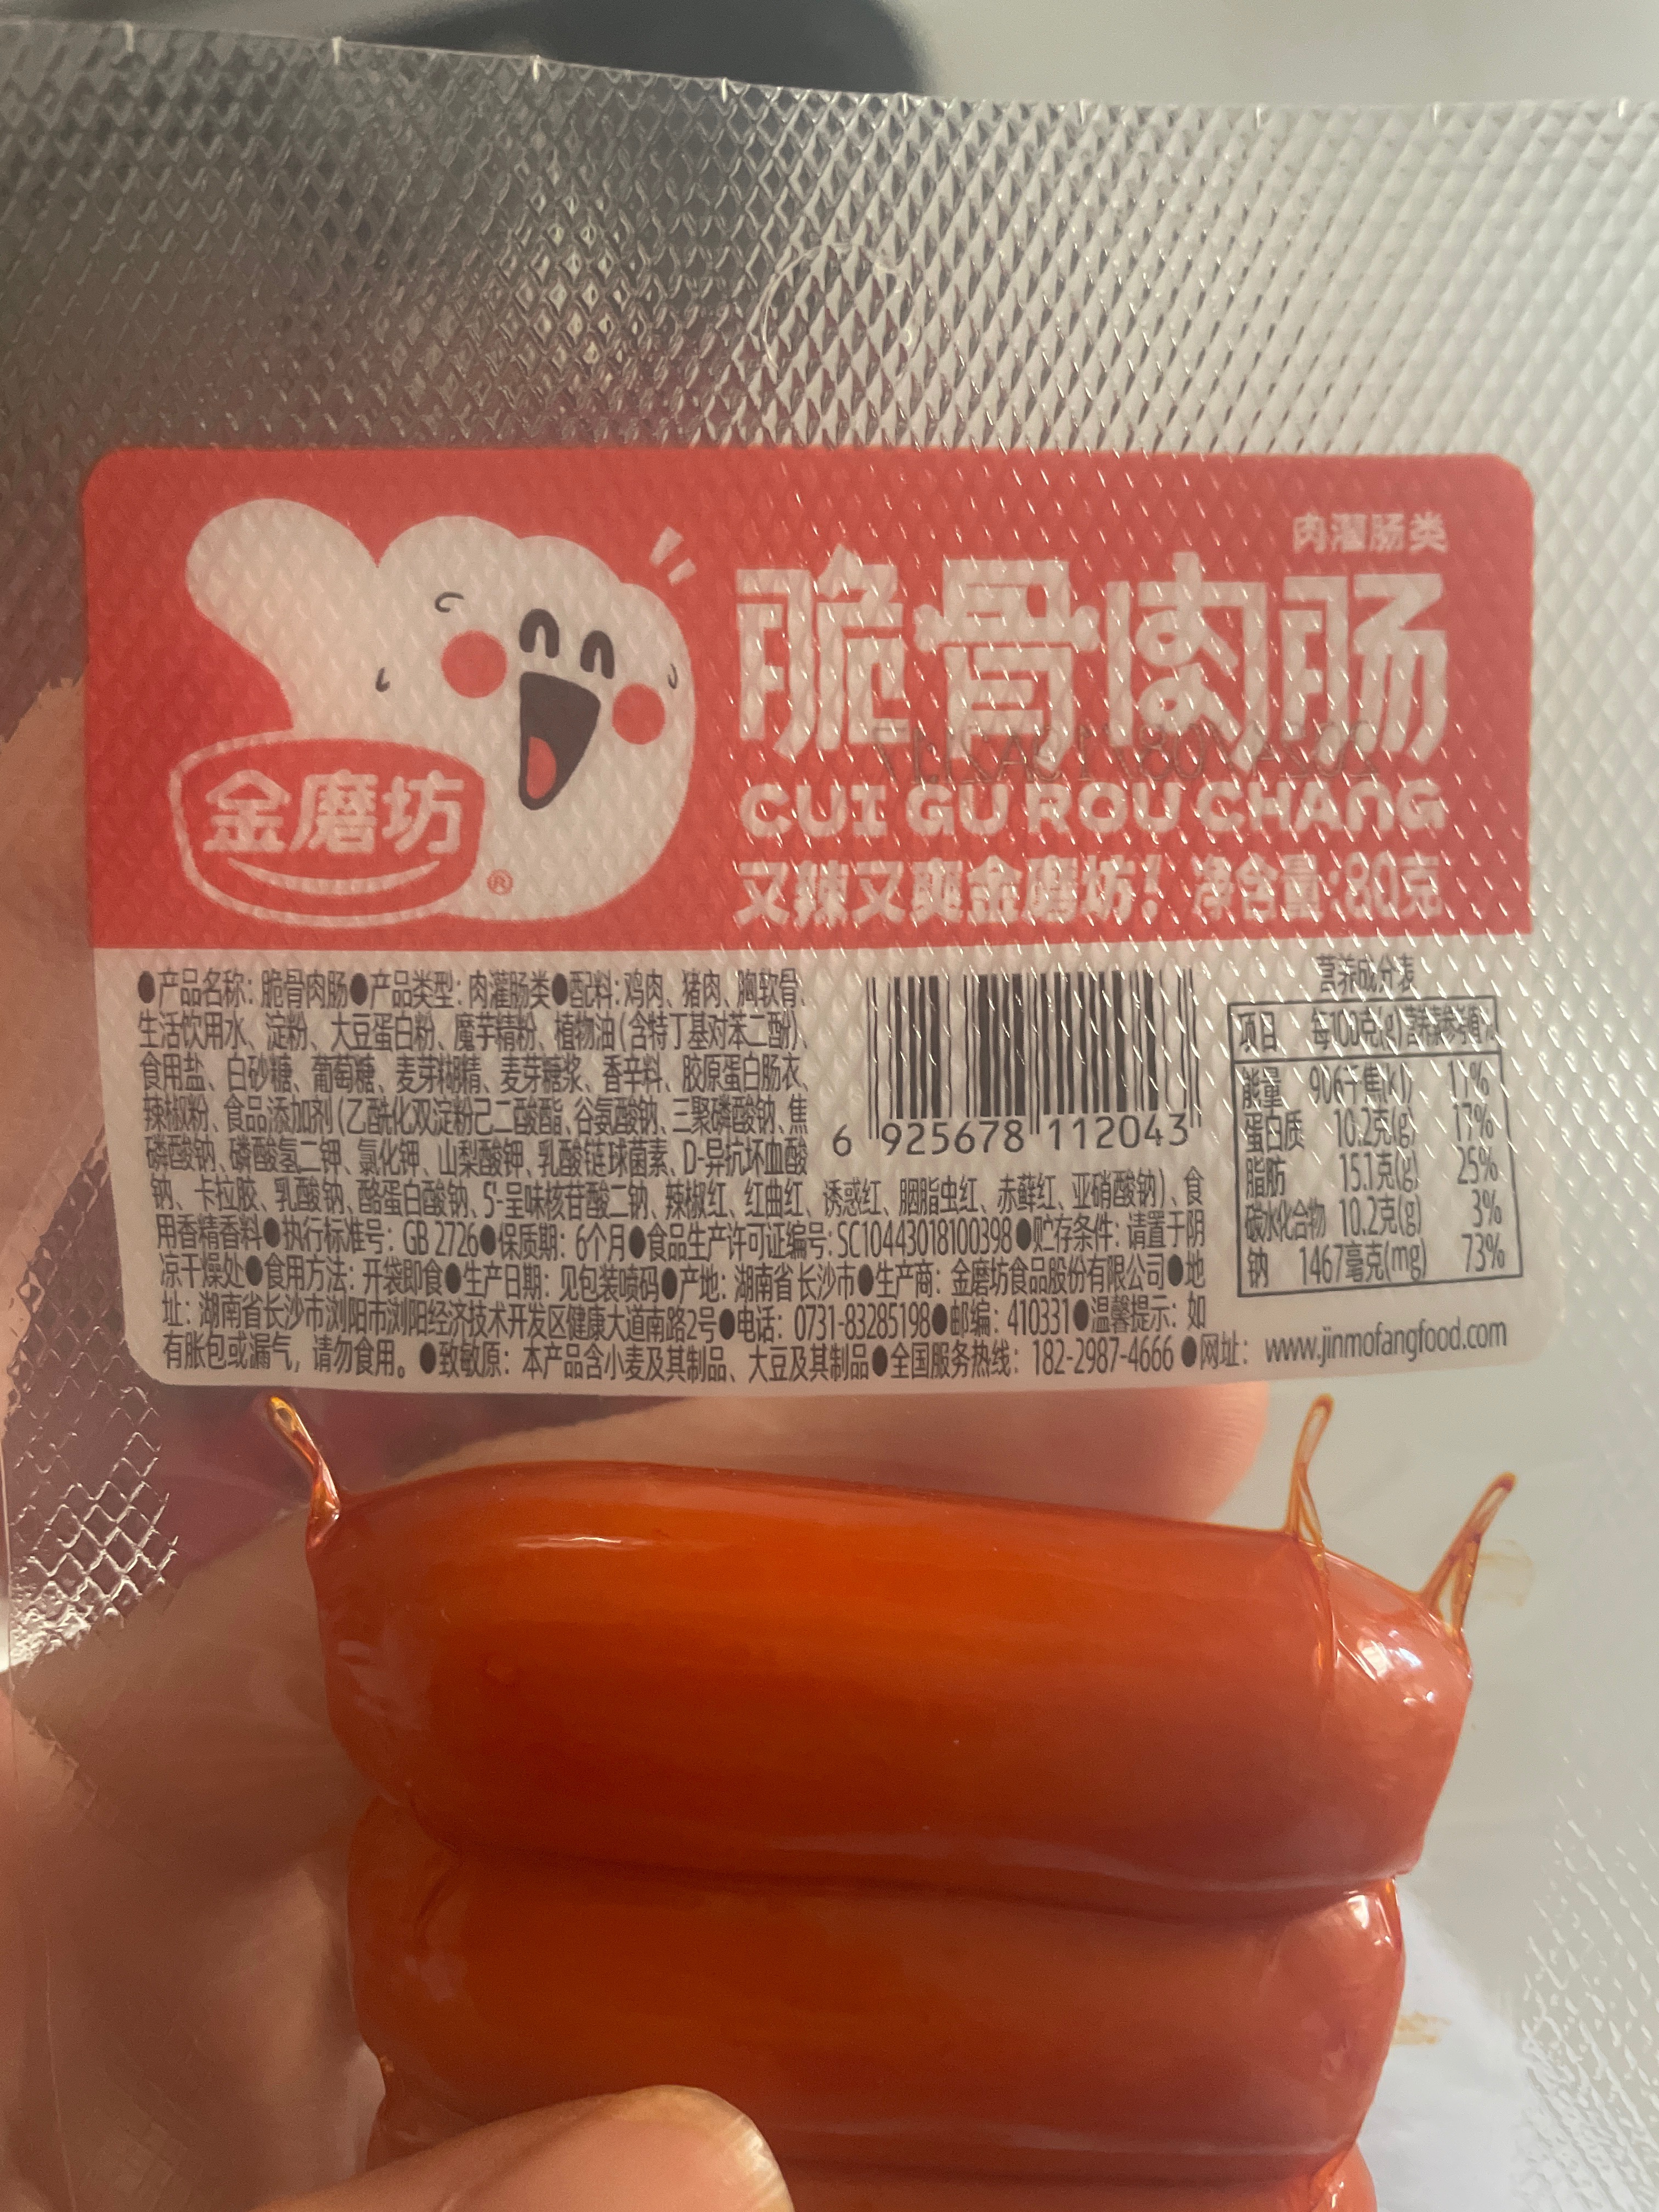 肉灌肠类
脆骨肉肠
CUI GU ROU CHANG
又辣又爽金磨坊! 净含量:80克
金磨坊
®
●产品名称: 脆骨肉肠●产品类型: 肉灌肠类●配料: 鸡肉、猪肉、胸软骨、
生活饮用水、淀粉、大豆蛋白粉、魔芋精粉、植物油(含特丁基对苯二酚)、
食用盐、白砂糖、葡萄糖、麦芽糊精、麦芽糖浆、香辛料、胶原蛋白肠衣、
辣椒粉、食品添加剂(乙酰化双淀粉己二酸酯、谷氨酸钠、三聚磷酸钠、焦
磷酸钠、磷酸氢二钾、氯化钾、山梨酸钾、乳酸链球菌素、D-异抗坏血酸
钠、卡拉胶、乳酸钠、酪蛋白酸钠、5'-呈味核苷酸二钠、辣椒红、红曲红、诱惑红、胭脂虫红、赤藓红、亚硝酸钠)、食
用香精香料●执行标准号: GB 2726●保质期: 6个月●食品生产许可证编号: SC10443018100398●贮存条件: 请置于阴
凉干燥处●食用方法: 开袋即食●生产日期: 见包装喷码●产地: 湖南省长沙市●生产商: 金磨坊食品股份有限公司●地
址: 湖南省长沙市浏阳市浏阳经济技术开发区健康大道南路2号●电话: 0731-83285198●邮编: 410331●温馨提示: 如
有胀包或漏气, 请勿食用。●致敏原: 本产品含小麦及其制品、大豆及其制品●全国服务热线: 182-2987-4666●网址: www.jinmofangfood.com
6 925678 112043
营养成分表
项目 每100克(g) 营养素参考值%
能量 906千焦(kJ) 11%
蛋白质 10.2克(g) 17%
脂肪 15.1克(g) 25%
碳水化合物 10.2克(g) 3%
钠 1467毫克(mg) 73%